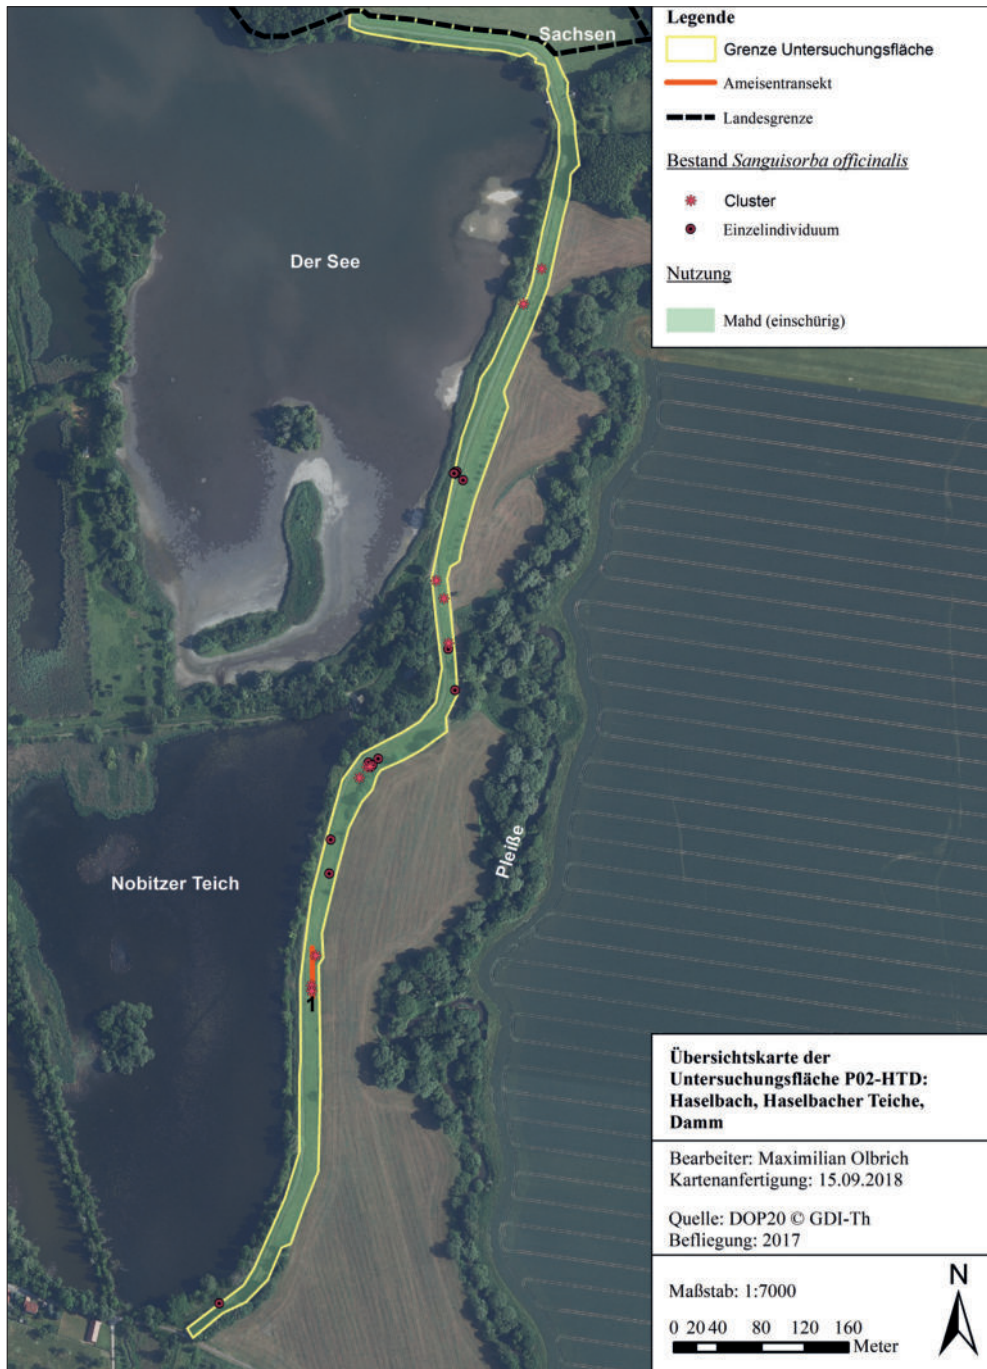 Legende
Grenze Untersuchungsfläche
Ameisentransekt
Landesgrenze
Bestand Sanguisorba officinalis
Cluster
Einzelindividuum
Nutzung
Mahd (einschürig)
Sachsen
Der See
Nobitzer Teich
Pleiße
1
Übersichtskarte der
Untersuchungsfläche P02-HTD:
Haselbach, Haselbacher Teiche,
Damm
Bearbeiter: Maximilian Olbrich
Kartenanfertigung: 15.09.2018
Quelle: DOP20 © GDI-Th
Befliegung: 2017
Maßstab: 1:7000
N
0 20 40 80 120 160
Meter